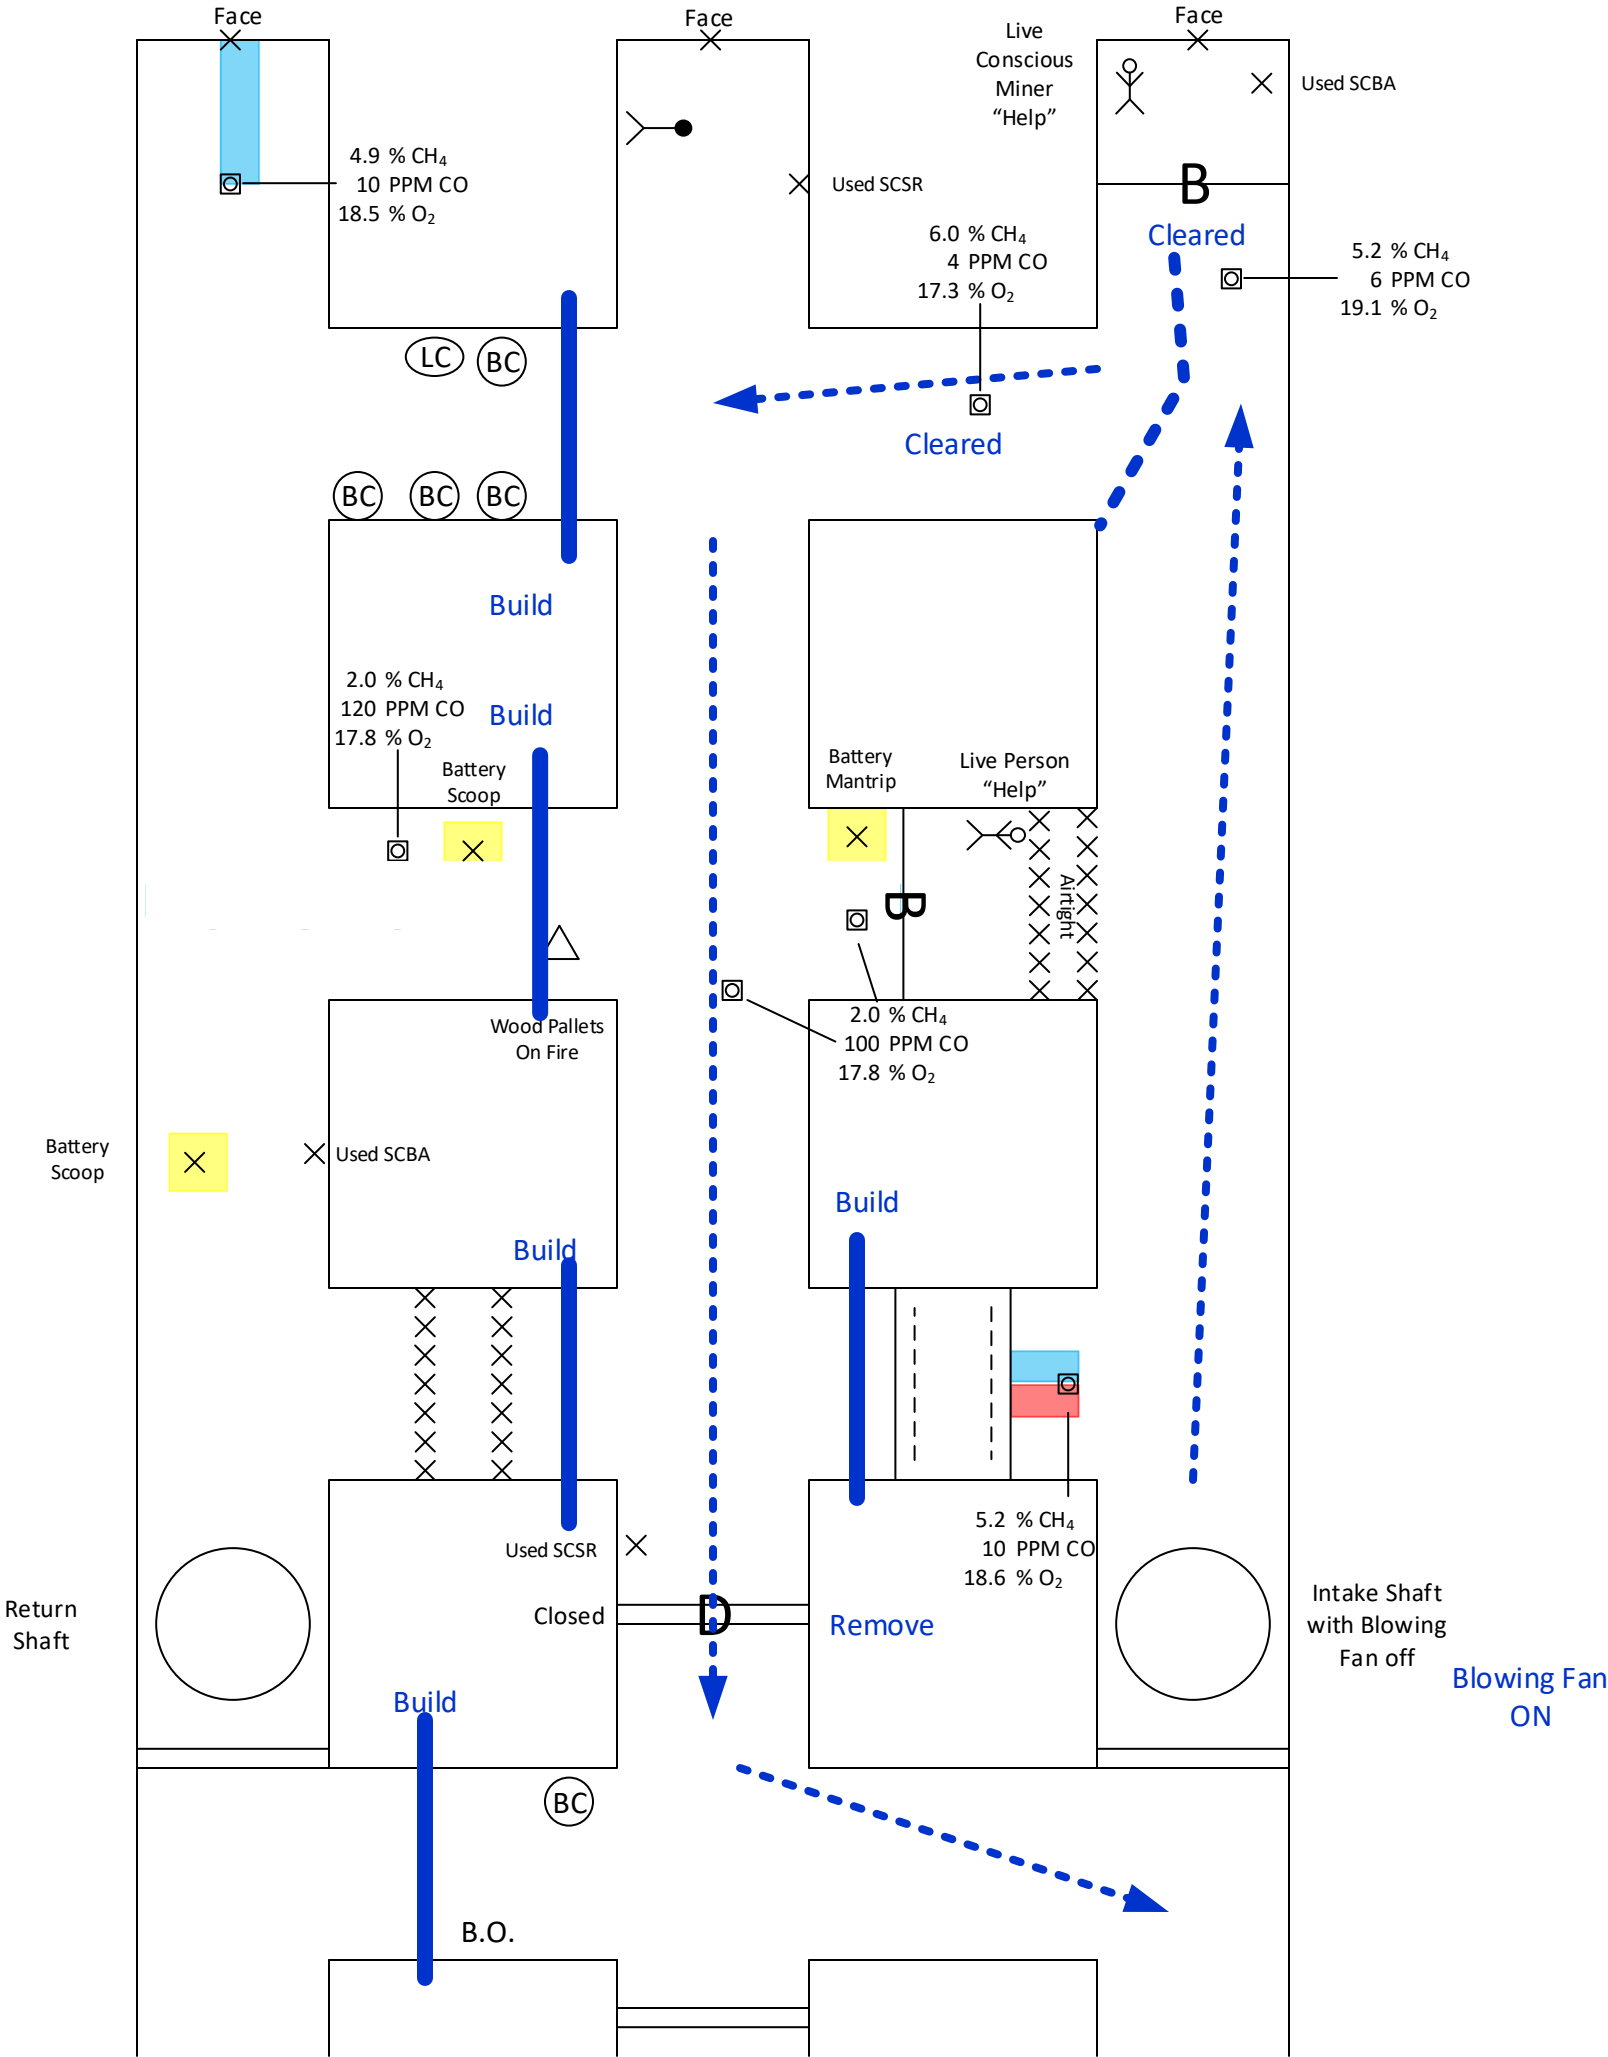 Face
Face
Face
Live
Conscious
Miner
“Help”
Used SCBA
4.9 % CH₄
10 PPM CO
18.5 % O₂
Used SCSR
B
Cleared
6.0 % CH₄
4 PPM CO
17.3 % O₂
5.2 % CH₄
6 PPM CO
19.1 % O₂
LC
BC
Cleared
BC
BC
BC
Build
2.0 % CH₄
120 PPM CO
17.8 % O₂
Build
Battery
Scoop
Battery
Mantrip
Live Person
“Help”
Airtight
B
2.0 % CH₄
100 PPM CO
17.8 % O₂
Wood Pallets
On Fire
Battery
Scoop
Used SCBA
Build
Build
5.2 % CH₄
10 PPM CO
18.6 % O₂
Used SCSR
Return
Shaft
Closed
D
Remove
Intake Shaft
with Blowing
Fan off
Blowing Fan
ON
Build
BC
B.O.